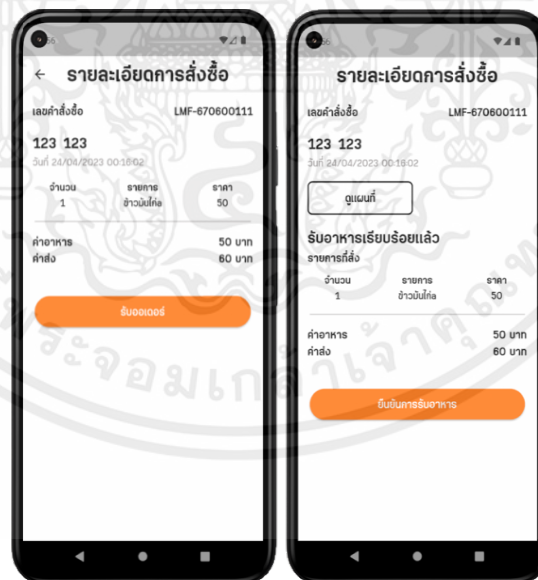 รายละเอียดการสั่งซื้อ
เลขคำสั่งซื้อ LMF-670600111
123 123
วันที่ 24/04/2023 00:16:02
จำนวน รายการ ราคา
1 ข้าวมันไก่ 50
ค่าอาหาร 50 บาท
ค่าส่ง 60 บาท
รับออเดอร์
รายละเอียดการสั่งซื้อ
เลขคำสั่งซื้อ LMF-670600111
123 123
วันที่ 24/04/2023 00:16:02
ดูแผนที่
รับอาหารเรียบร้อยแล้ว
รายการที่สั่ง
จำนวน รายการ ราคา
1 ข้าวมันไก่ 50
ค่าอาหาร 50 บาท
ค่าส่ง 60 บาท
ยืนยันการรับอาหาร